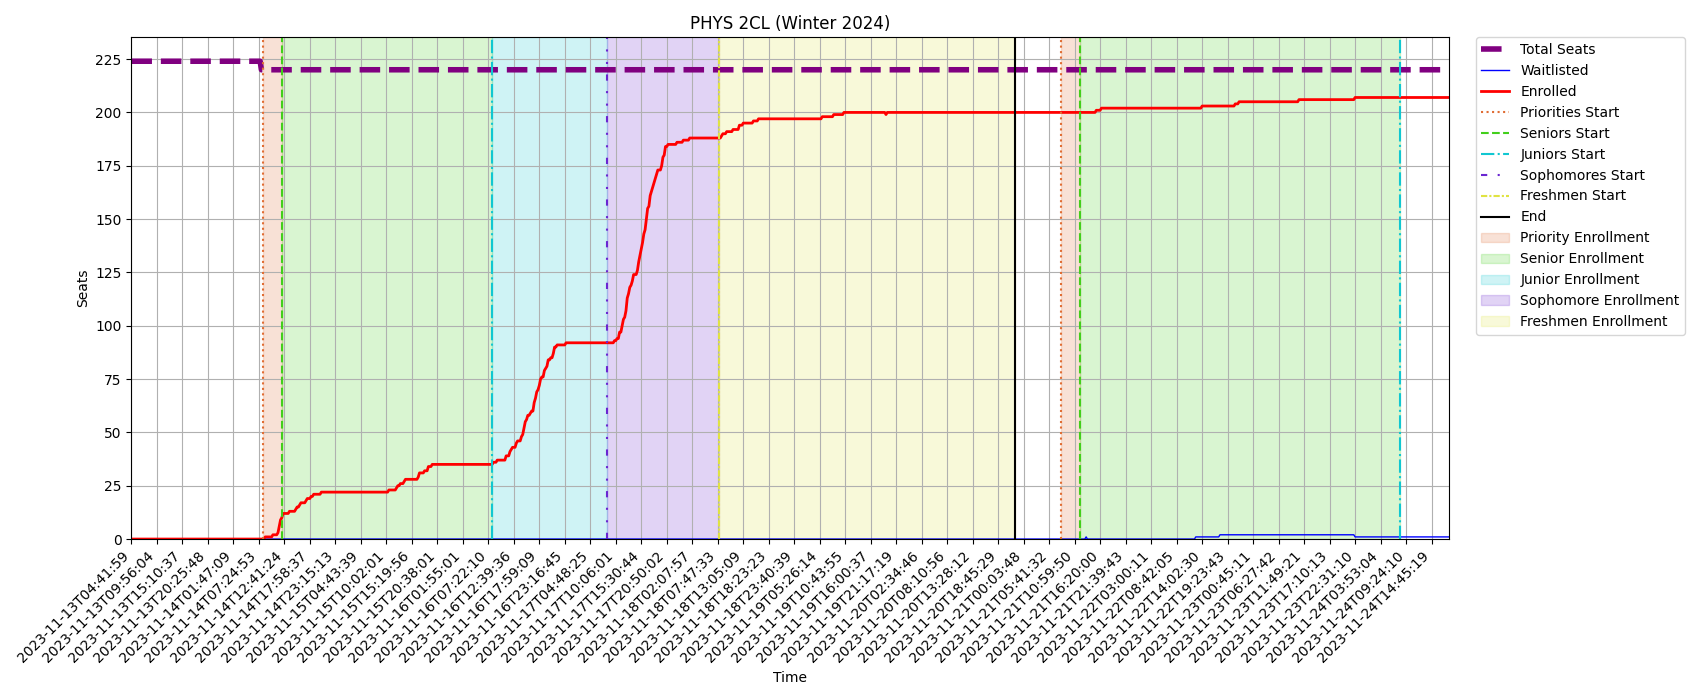 PHYS 2CL (Winter 2024)
Seats
225
200
175
150
125
100
75
50
25
0
2023-11-13T04:41:59
2023-11-13T09:56:04
2023-11-13T15:10:37
2023-11-13T20:25:48
2023-11-14T01:47:09
2023-11-14T07:24:53
2023-11-14T12:41:24
2023-11-14T17:58:37
2023-11-14T23:15:13
2023-11-15T04:43:39
2023-11-15T10:02:01
2023-11-15T15:19:56
2023-11-15T20:38:01
2023-11-16T01:55:01
2023-11-16T07:22:10
2023-11-16T12:39:36
2023-11-16T17:59:09
2023-11-16T23:16:45
2023-11-17T04:48:25
2023-11-17T10:06:01
2023-11-17T15:30:44
2023-11-17T20:50:02
2023-11-18T02:07:57
2023-11-18T07:47:33
2023-11-18T13:05:09
2023-11-18T18:23:23
2023-11-18T23:40:39
2023-11-19T05:26:14
2023-11-19T10:43:55
2023-11-19T16:00:37
2023-11-19T21:17:19
2023-11-20T02:34:46
2023-11-20T08:10:56
2023-11-20T13:28:12
2023-11-20T18:45:29
2023-11-21T00:03:48
2023-11-21T05:41:32
2023-11-21T10:59:50
2023-11-21T16:20:00
2023-11-21T21:39:43
2023-11-22T03:00:11
2023-11-22T08:42:05
2023-11-22T14:02:30
2023-11-22T19:23:43
2023-11-23T00:45:11
2023-11-23T06:27:42
2023-11-23T11:49:21
2023-11-23T17:10:13
2023-11-23T22:31:10
2023-11-24T03:53:04
2023-11-24T09:24:10
2023-11-24T14:45:19
Time
Total Seats
Waitlisted
Enrolled
Priorities Start
Seniors Start
Juniors Start
Sophomores Start
Freshmen Start
End
Priority Enrollment
Senior Enrollment
Junior Enrollment
Sophomore Enrollment
Freshmen Enrollment